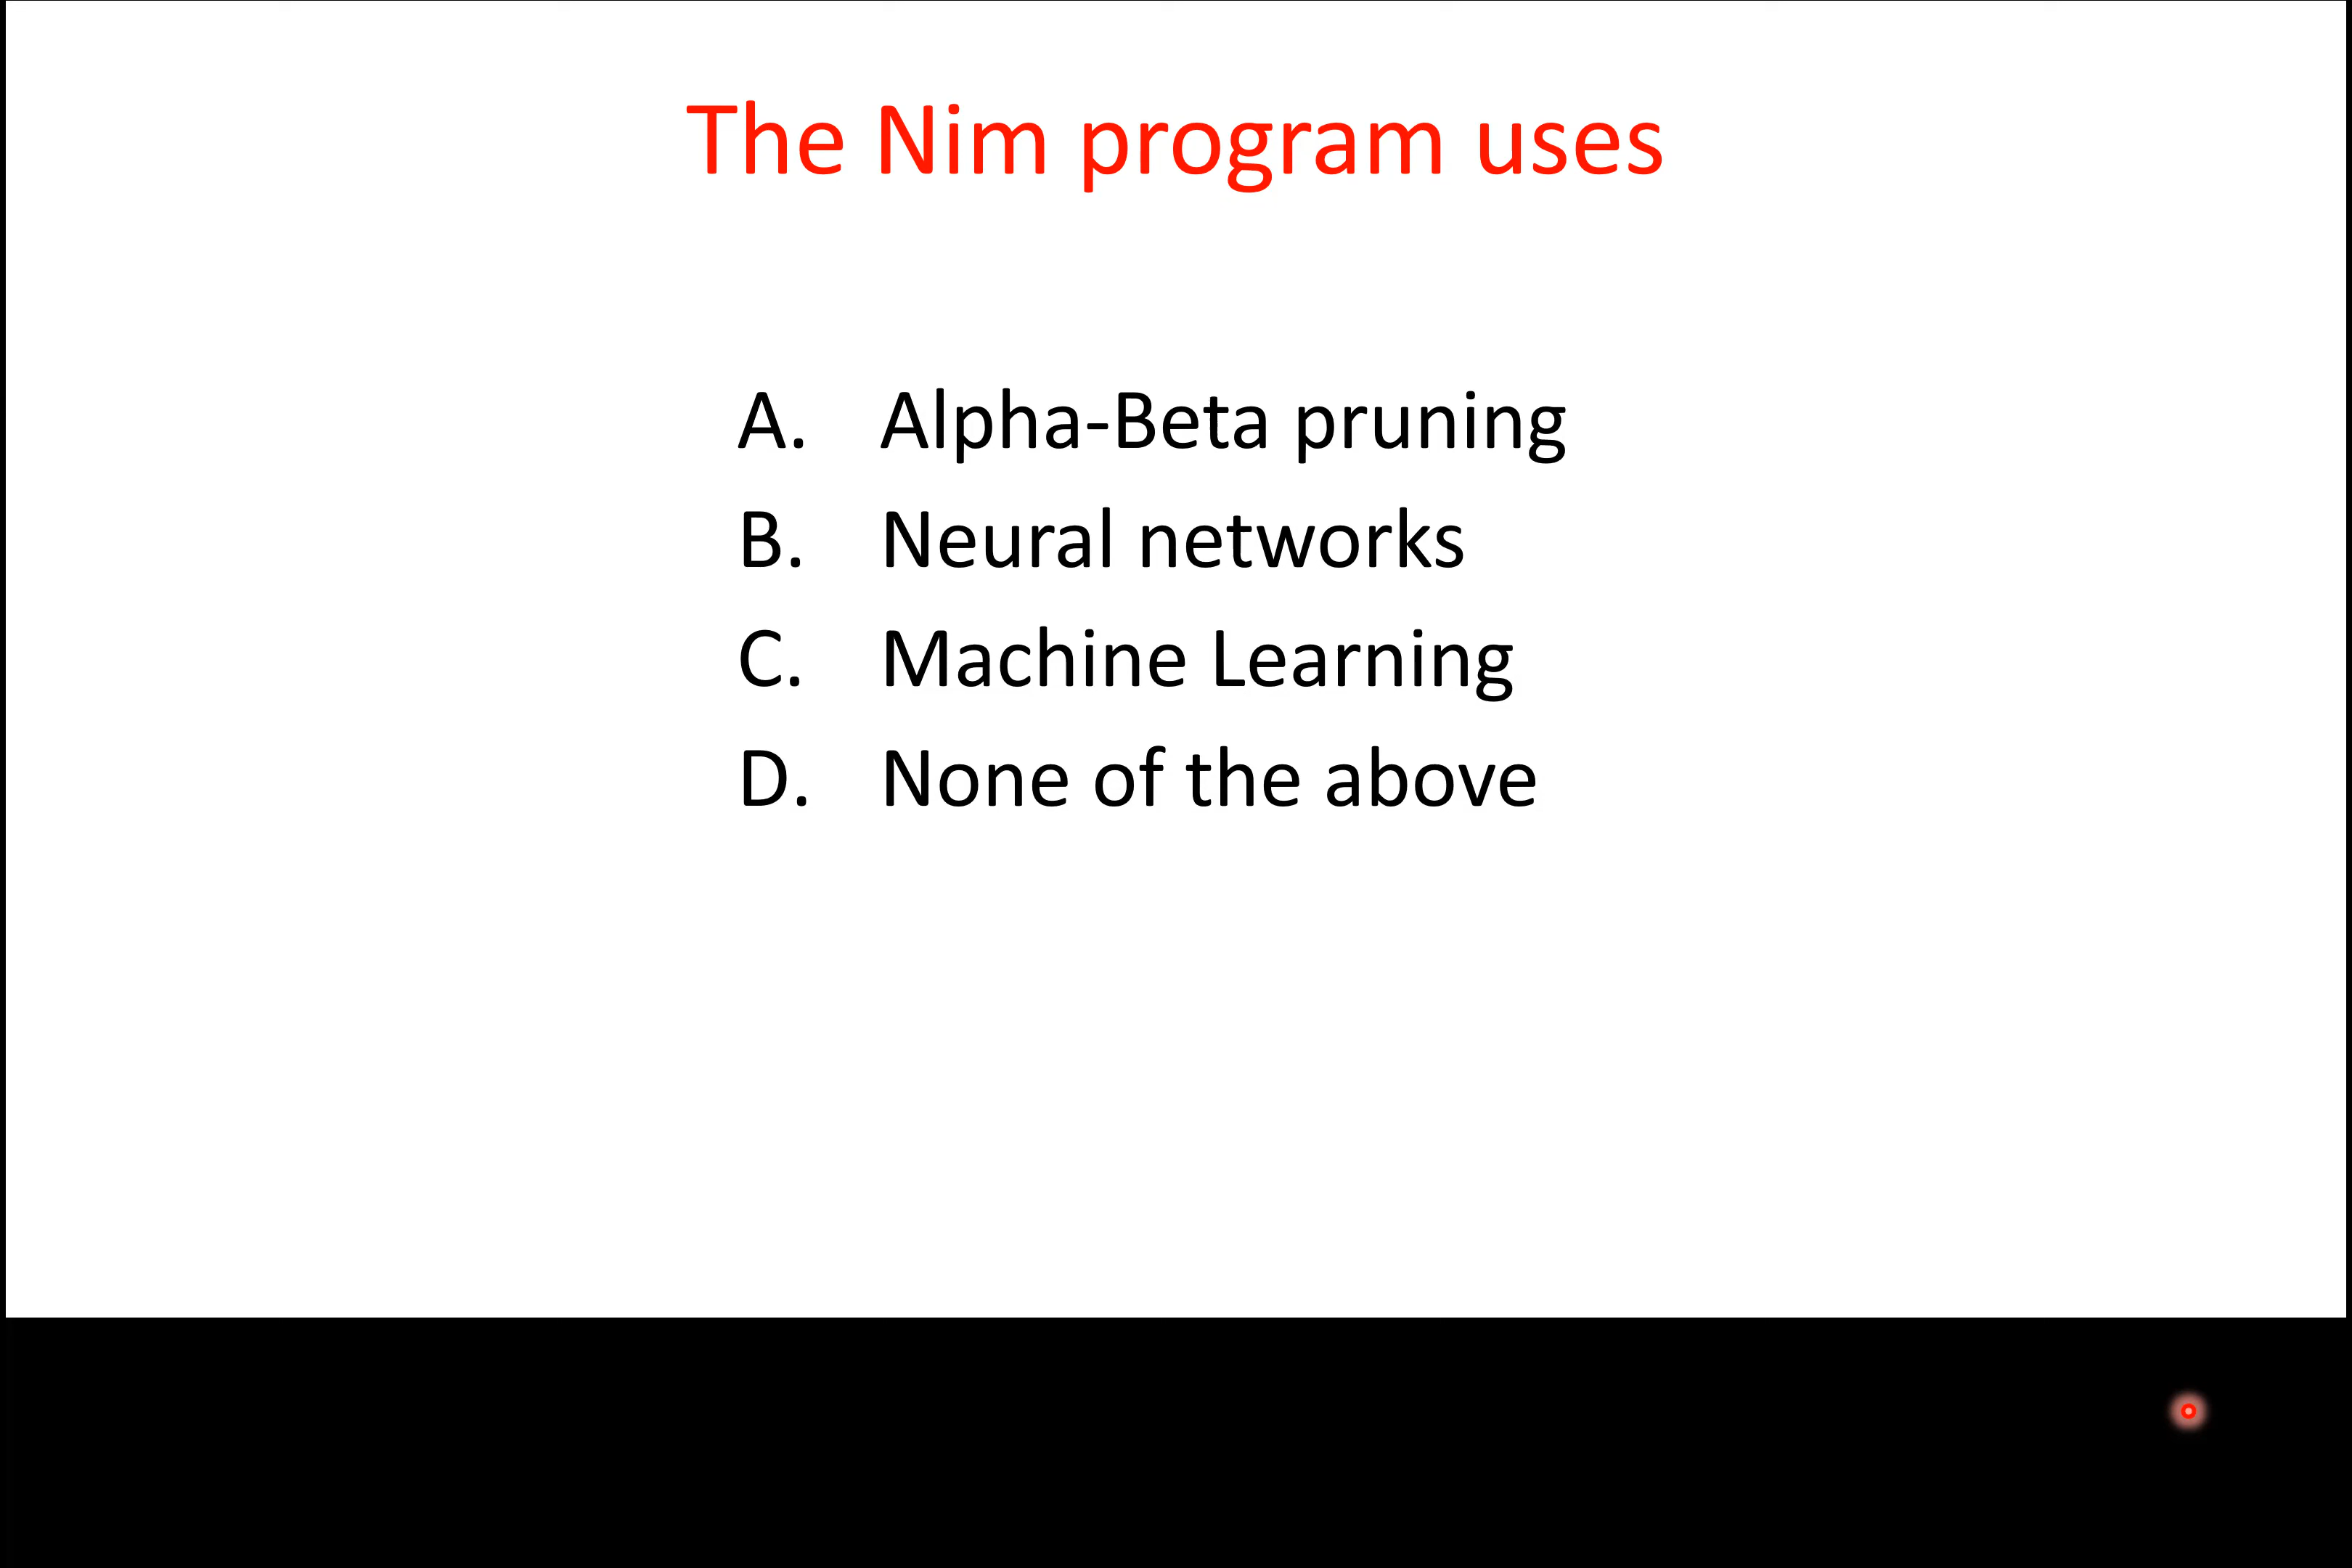 The Nim program uses
A. Alpha-Beta pruning
B. Neural networks
C. Machine Learning
D. None of the above